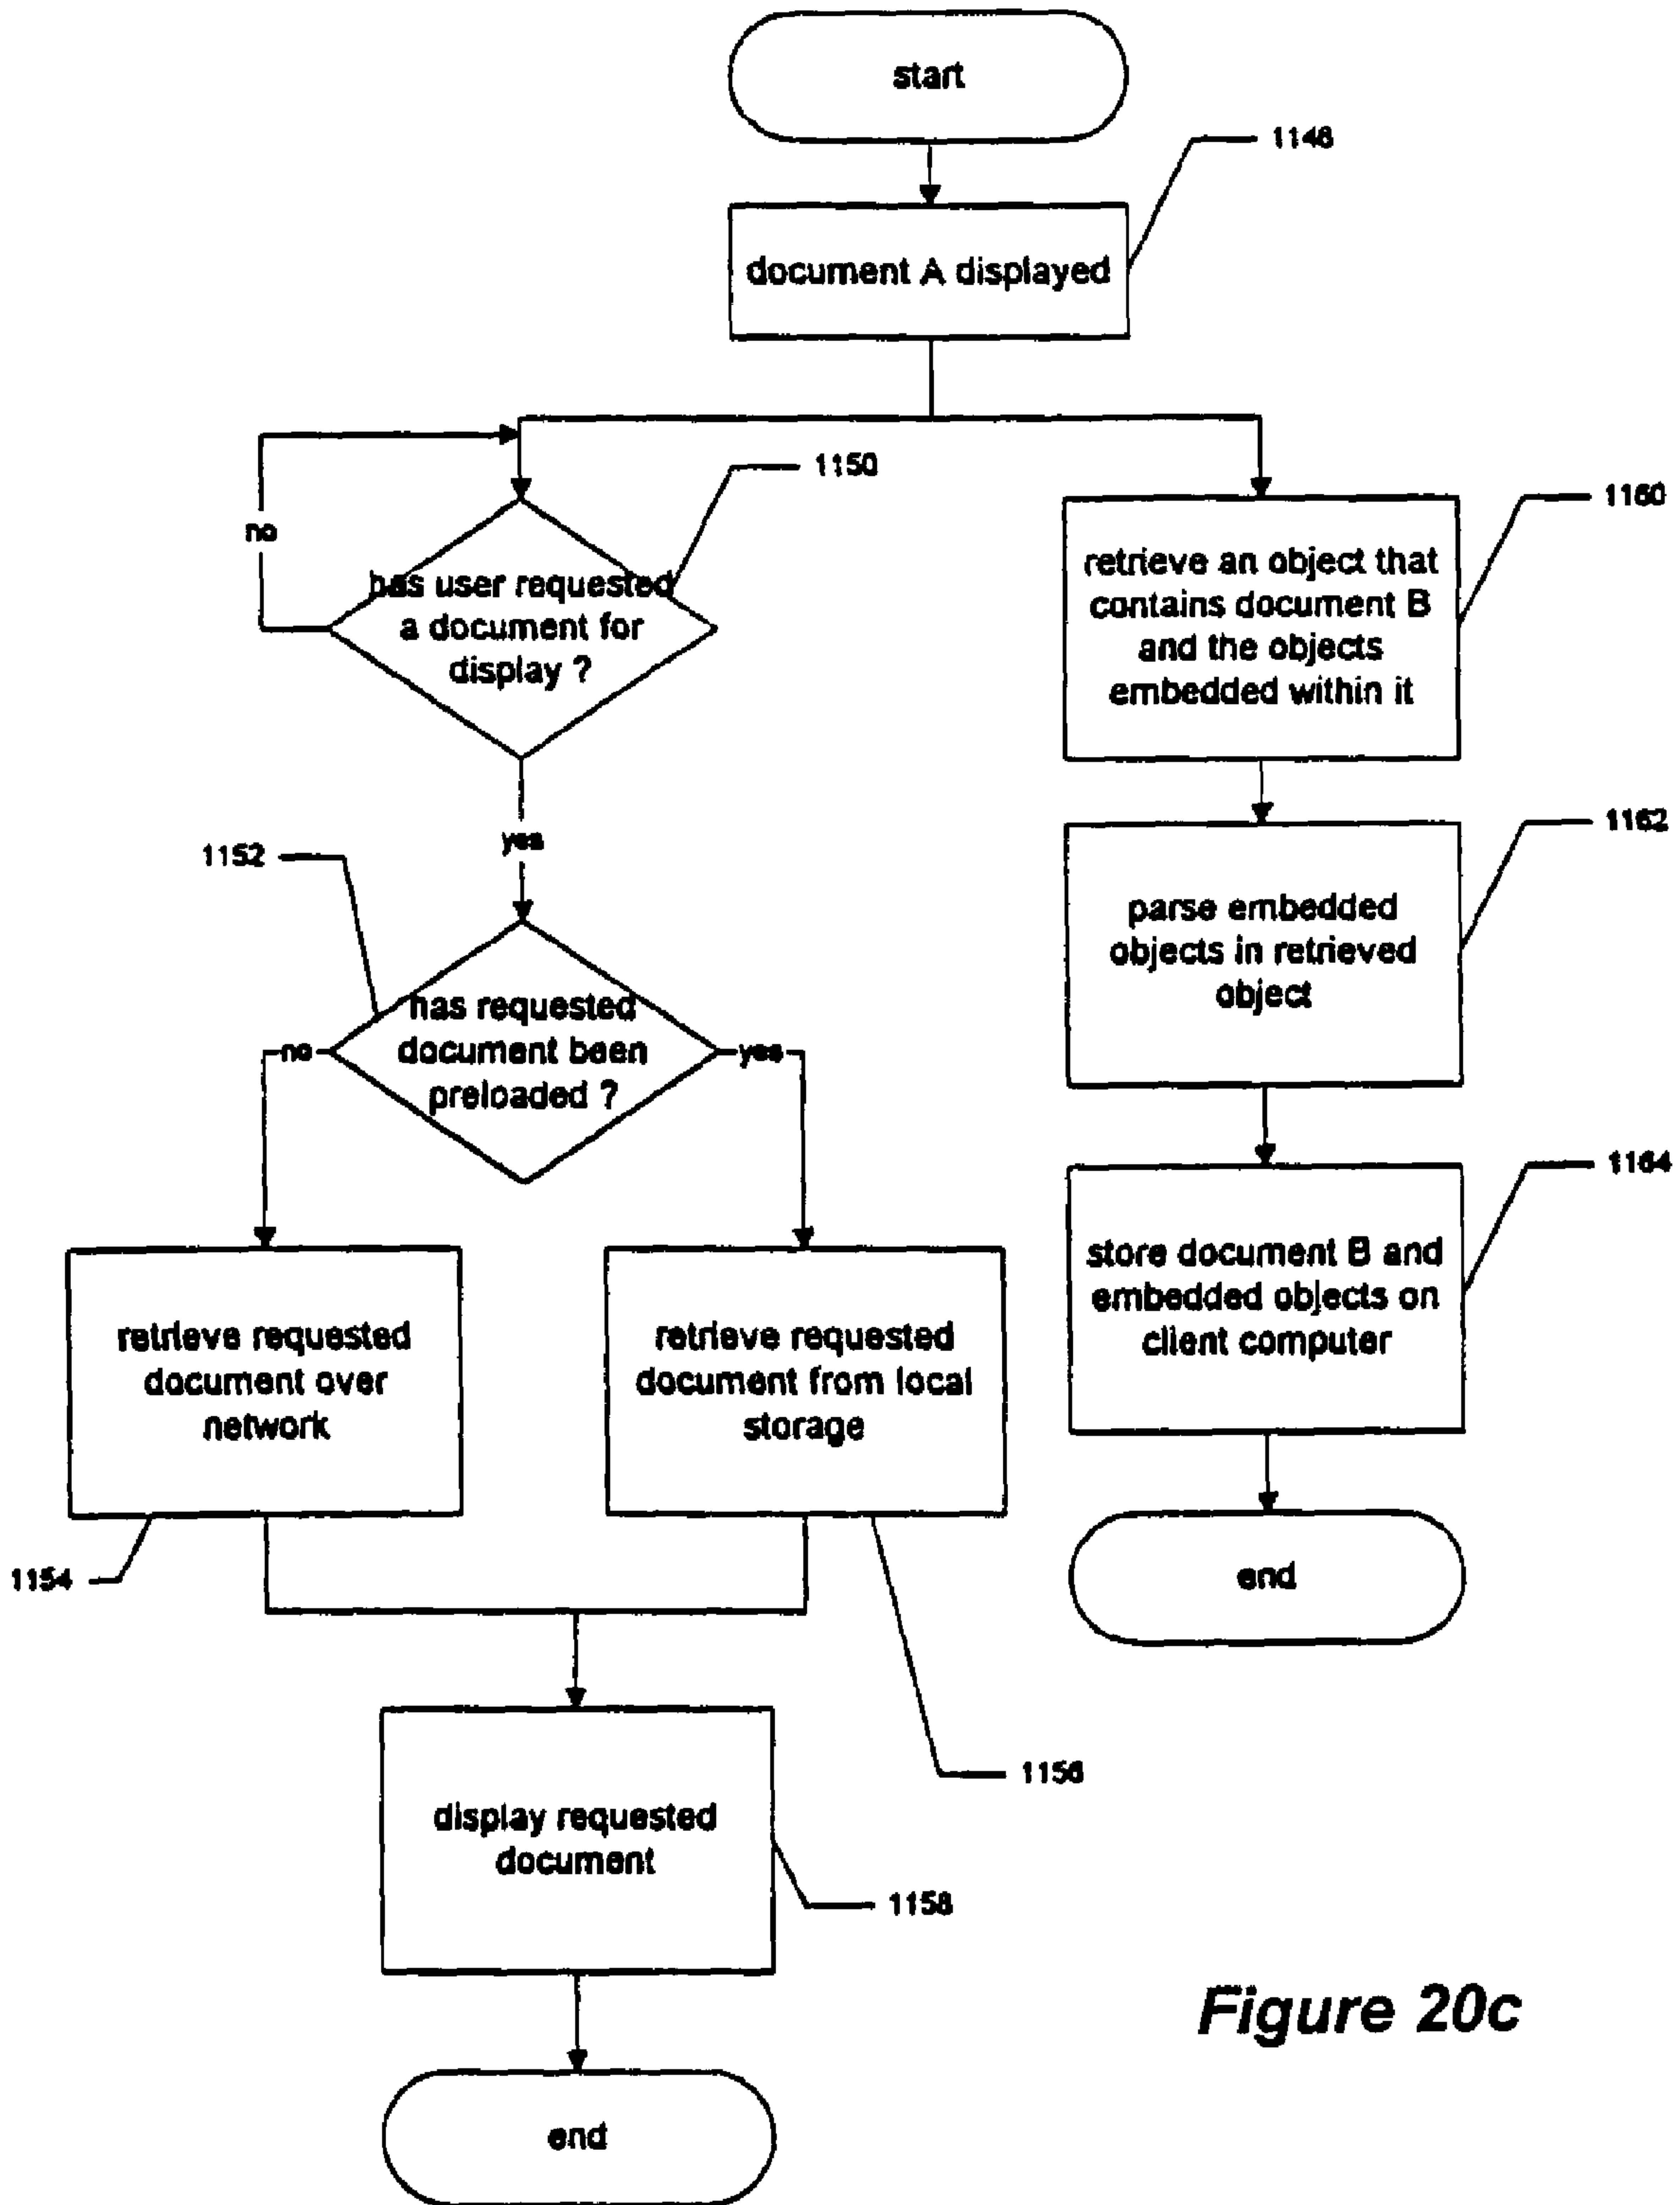 start
1148
document A displayed
no
1150
has user requested
a document for
display ?
yes
1152
has requested
document been
preloaded ?
no
yes
retrieve requested
document over
network
1154
retrieve requested
document from local
storage
1156
display requested
document
1158
end
1160
retrieve an object that
contains document B
and the objects
embedded within it
1162
parse embedded
objects in retrieved
object
1164
store document B and
embedded objects on
client computer
end
Figure 20c